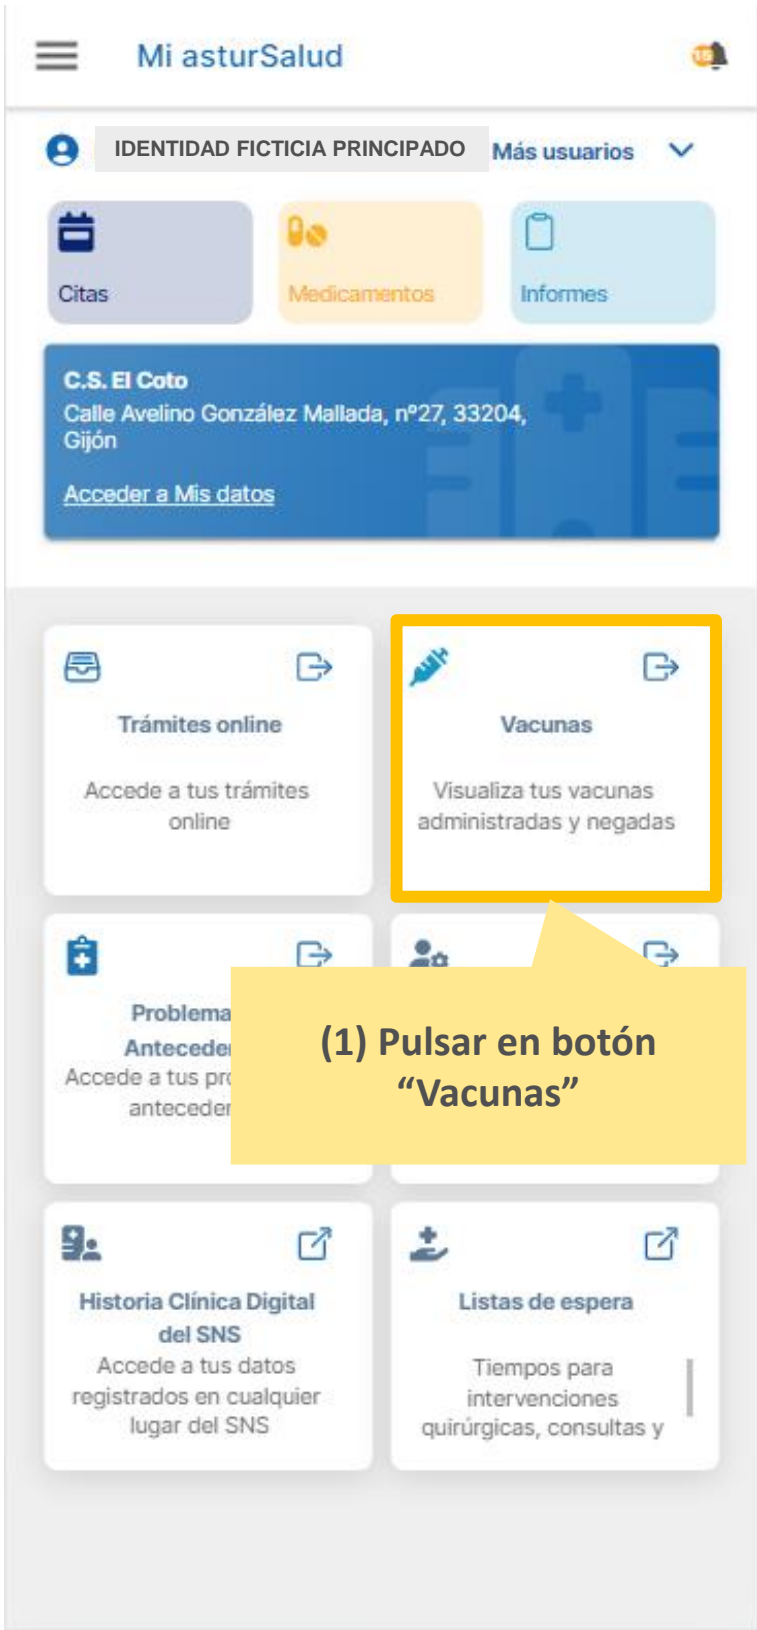 Mi asturSalud
IDENTIDAD FICTICIA PRINCIPADO
Más usuarios
Citas
Medicamentos
Informes
C.S. El Coto
Calle Avelino González Mallada, nº27, 33204,
Gijón
Acceder a Mis datos
Trámites online
Accede a tus trámites
online
Vacunas
Visualiza tus vacunas
administradas y negadas
Problema
Anteceder
Accede a tus pro
anteceder
(1) Pulsar en botón
“Vacunas”
Historia Clínica Digital
del SNS
Accede a tus datos
registrados en cualquier
lugar del SNS
Listas de espera
Tiempos para
intervenciones
quirúrgicas, consultas y